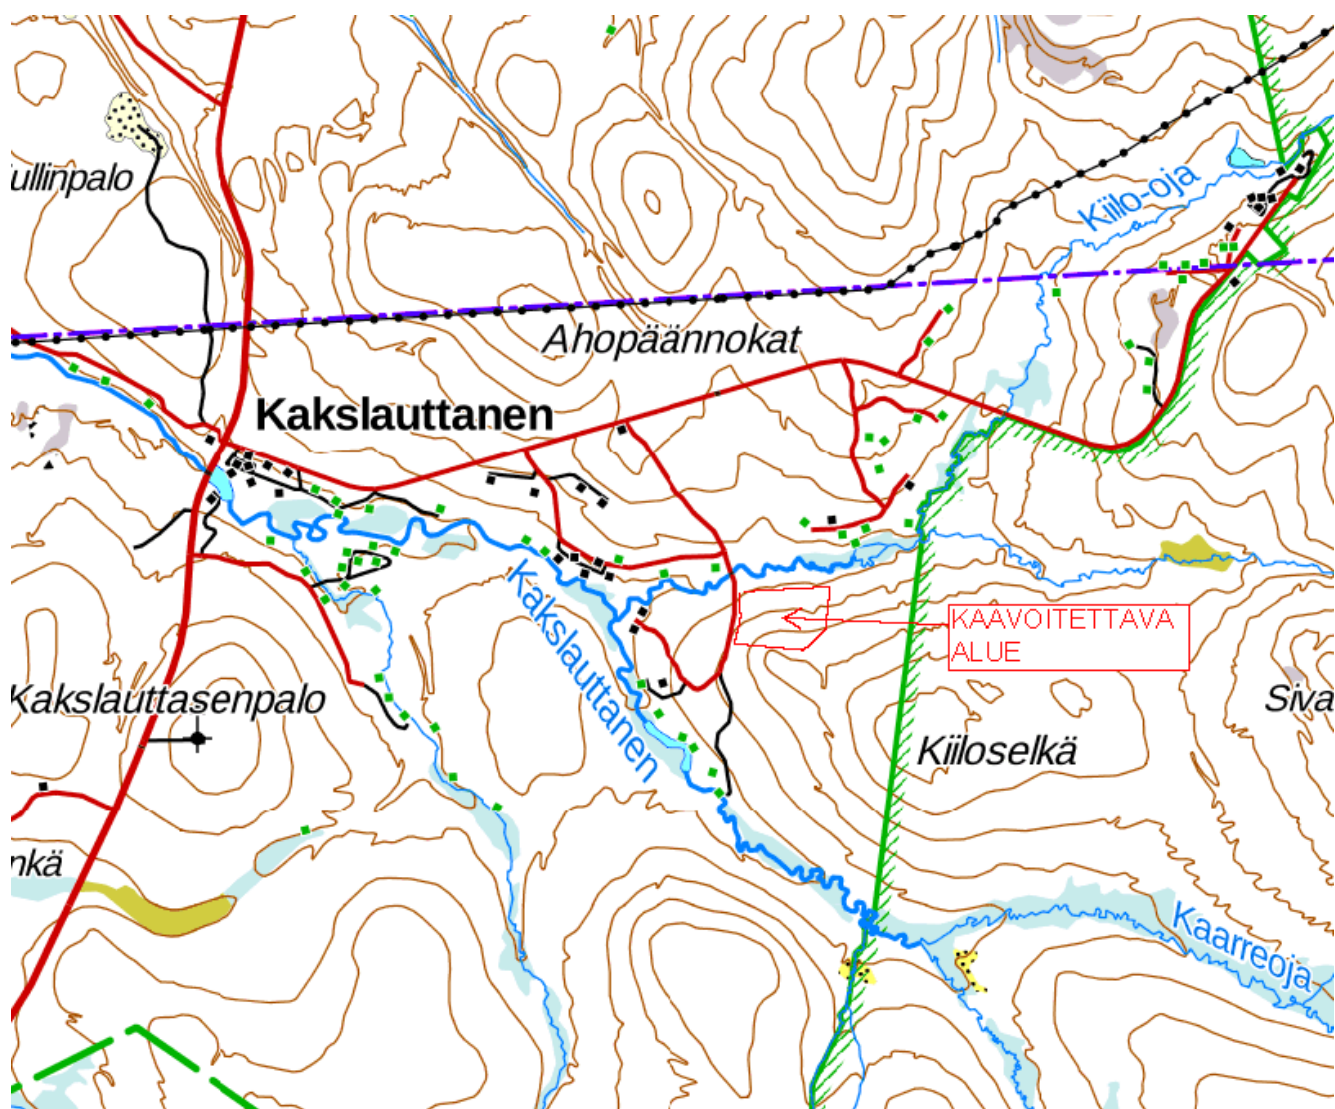 Kiilo-oja
ullinpalo
Ahopäännokat
Kakslauttanen
KAAVOITETTAVA
ALUE
Kakslauttanen
Kakslauttasenpalo
Siva
Kiiloselkä
nkä
Kaarreoja